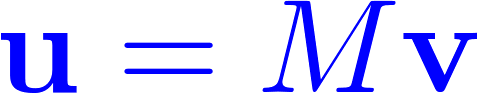 𝐮 = 𝑀𝐯